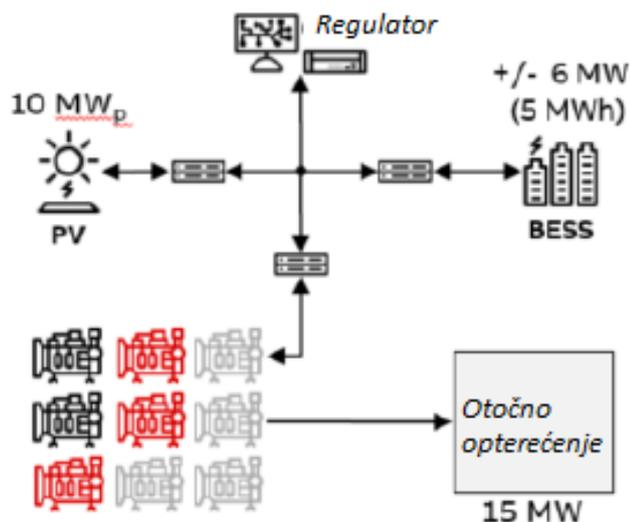 Regulator
+/- 6 MW
(5 MWh)
10 MWp
PV
BESS
Otočno
opterećenje
15 MW